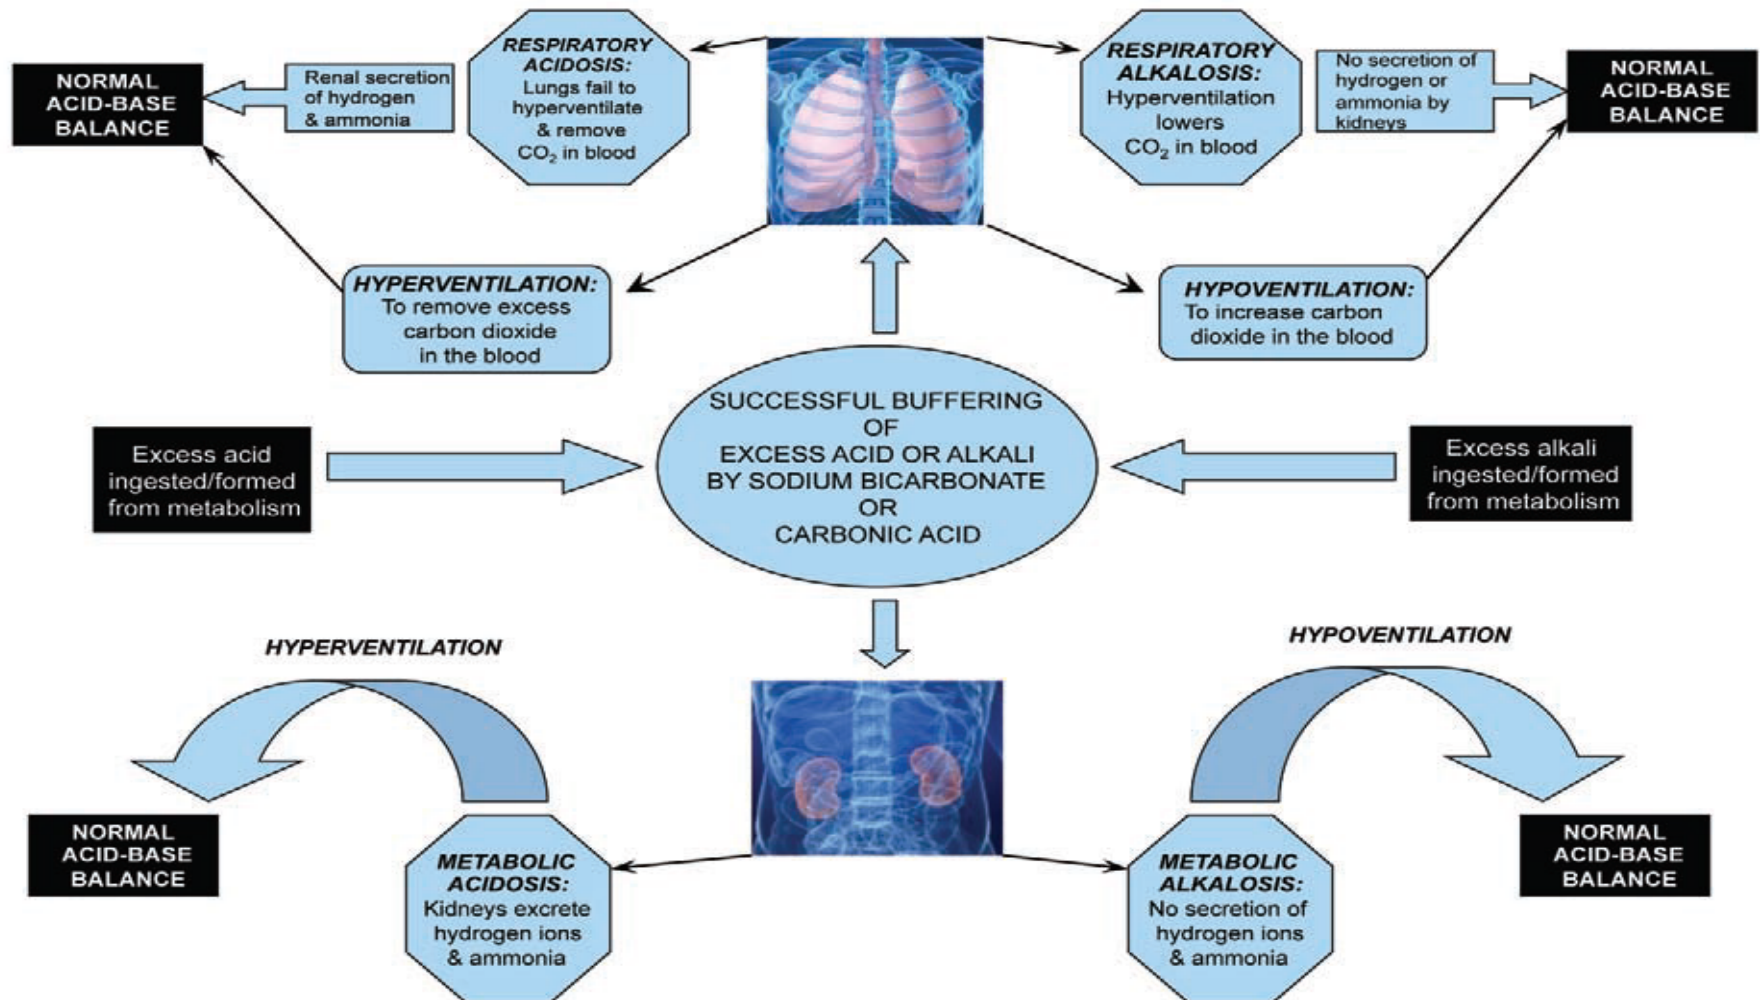 NORMAL
ACID-BASE
BALANCE
Renal secretion
of hydrogen
& ammonia
RESPIRATORY
ACIDOSIS:
Lungs fail to
hyperventilate
& remove
CO₂ in blood
RESPIRATORY
ALKALOSIS:
Hyperventilation
lowers
CO₂ in blood
No secretion of
hydrogen or
ammonia by
kidneys
NORMAL
ACID-BASE
BALANCE
HYPERVENTILATION:
To remove excess
carbon dioxide
in the blood
HYPOVENTILATION:
To increase carbon
dioxide in the blood
Excess acid
ingested/formed
from metabolism
SUCCESSFUL BUFFERING
OF
EXCESS ACID OR ALKALI
BY SODIUM BICARBONATE
OR
CARBONIC ACID
Excess alkali
ingested/formed
from metabolism
HYPERVENTILATION
HYPOVENTILATION
NORMAL
ACID-BASE
BALANCE
METABOLIC
ACIDOSIS:
Kidneys excrete
hydrogen ions
& ammonia
METABOLIC
ALKALOSIS:
No secretion of
hydrogen ions
& ammonia
NORMAL
ACID-BASE
BALANCE